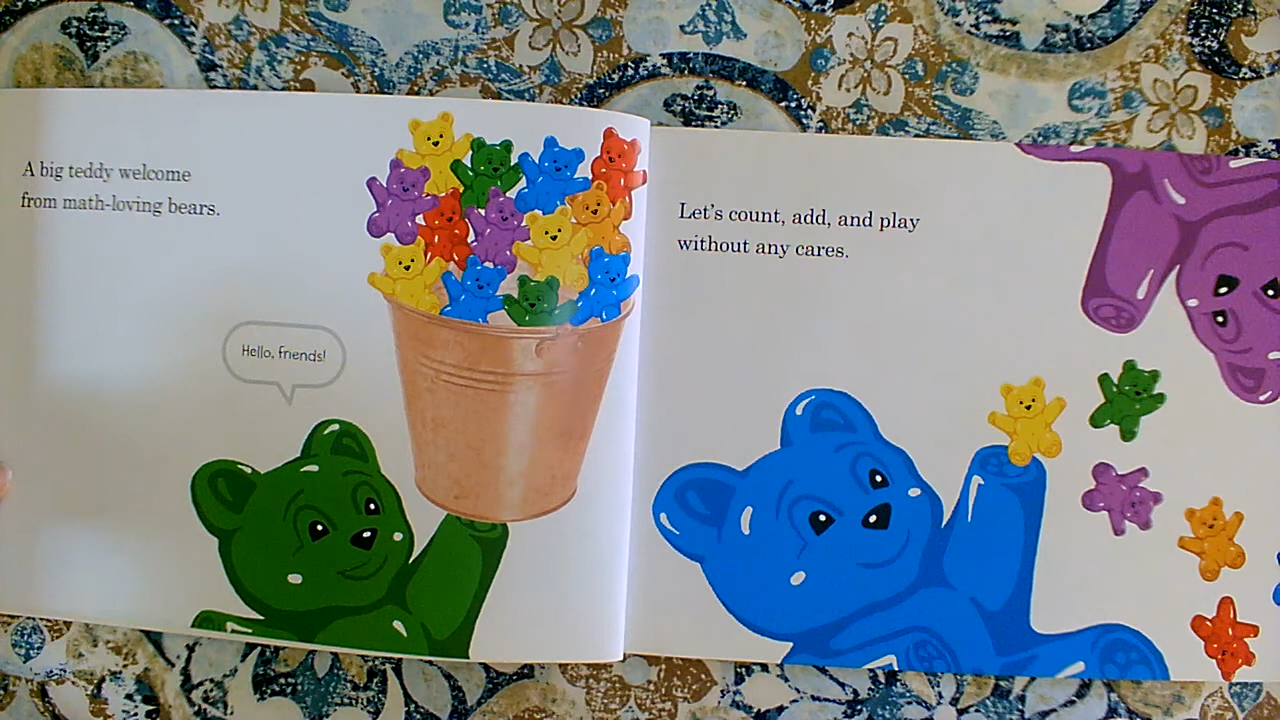 A big teddy welcome
from math-loving bears.
Hello, friends!
Let's count, add, and play
without any cares.